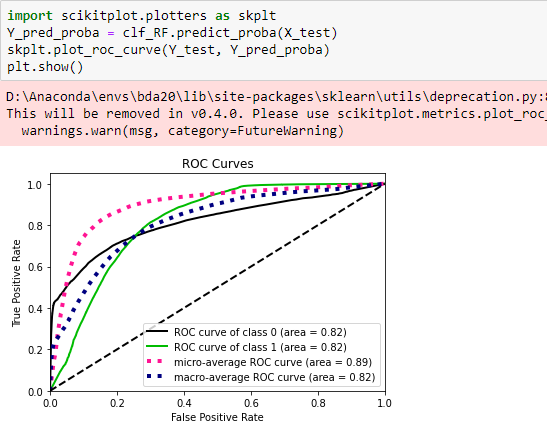 import scikitplot.plotters as skplt
Y_pred_proba = clf_RF.predict_proba(X_test)
skplt.plot_roc_curve(Y_test, Y_pred_proba)
plt.show()
D:\Anaconda\envs\bda20\lib\site-packages\sklearn\utils\deprecation.py:
This will be removed in v0.4.0. Please use scikitplot.metrics.plot_roc_
warnings.warn(msg, category=FutureWarning)
ROC Curves
1.0
0.8
0.6
0.4
0.2
0.0
True Positive Rate
ROC curve of class 0 (area = 0.82)
ROC curve of class 1 (area = 0.82)
micro-average ROC curve (area = 0.89)
macro-average ROC curve (area = 0.82)
0.0 0.2 0.4 0.6 0.8 1.0
False Positive Rate